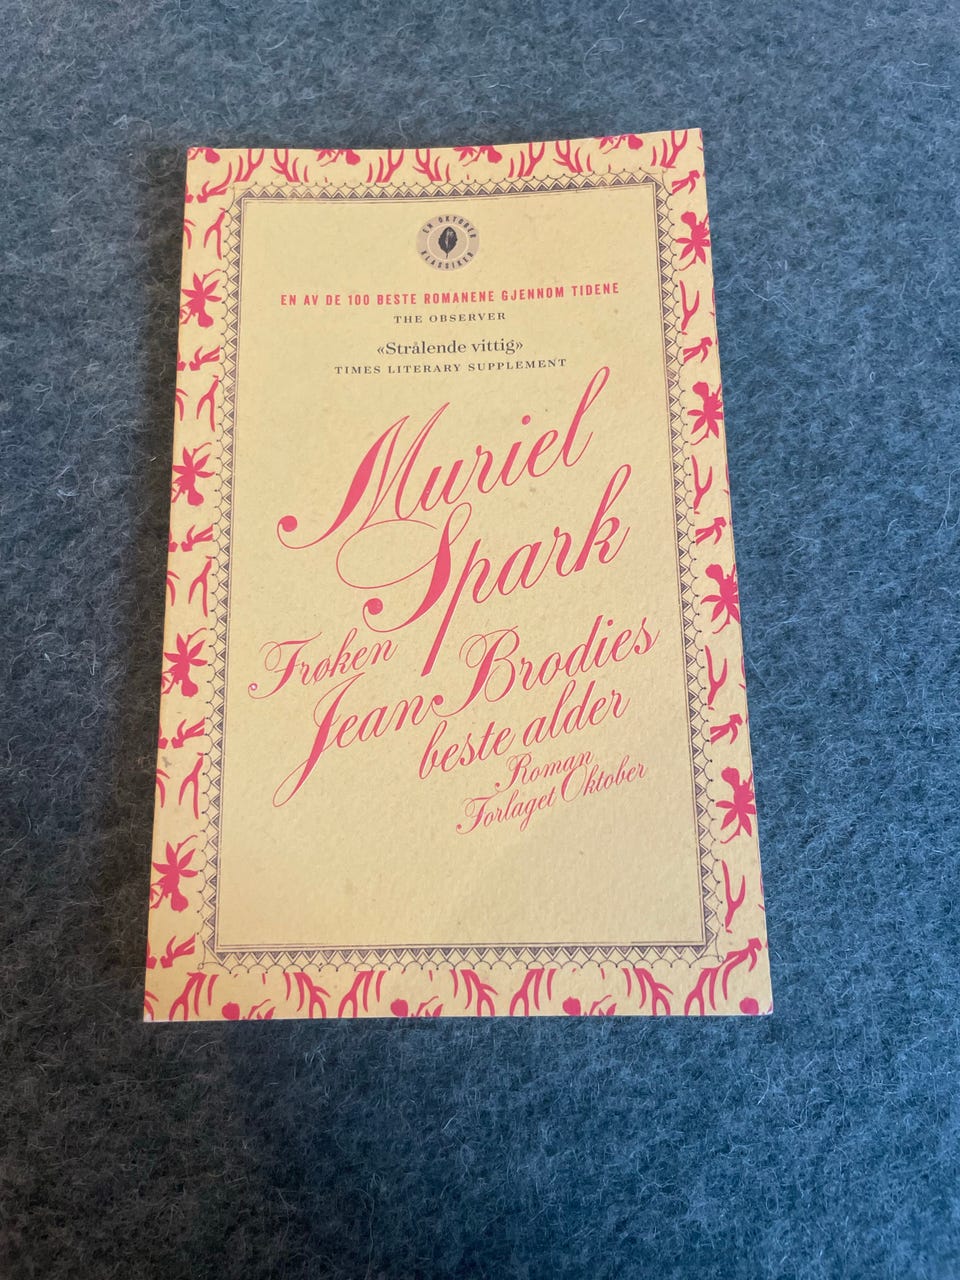 EN OKTOBER
KLASSIKER
EN AV DE 100 BESTE ROMANENE GJENNOM TIDENE
THE OBSERVER
«Strålende vittig»
TIMES LITERARY SUPPLEMENT
Muriel
Spark
Frøken
Jean Brodies
beste alder
Roman
Forlaget Oktober